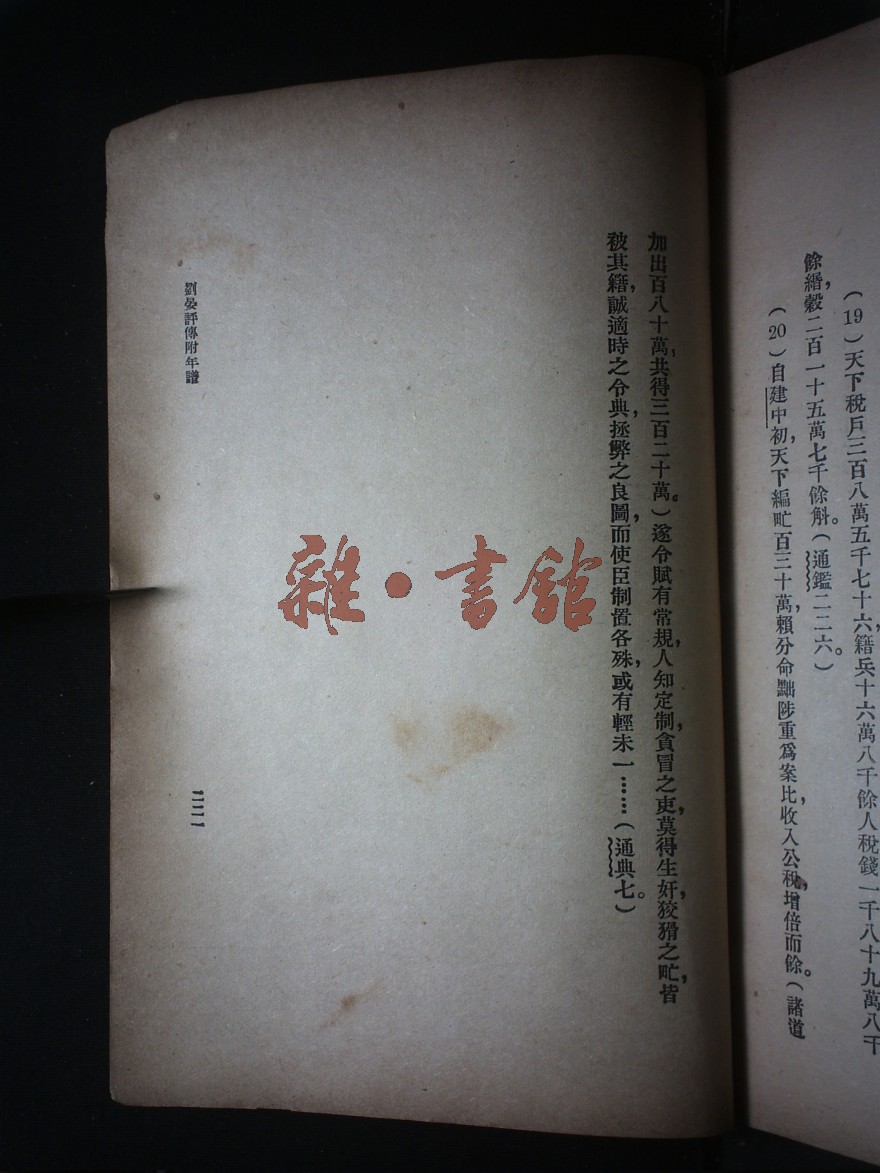 （19）天下稅戶三百八萬五千七十六，籍兵十六萬八千餘人稅錢一千八十九萬八千
餘緡，穀二百一十五萬七千餘斛。（通鑑二二六。）
（20）自建中初，天下編甿百三十萬，賴分命黜陟重爲案比，收入公稅，增倍而餘。（諸道
加出百八十萬，共得三百二十萬。）遂令賦有常規，人知定制，貪冒之吏，莫得生奸，狡猾之甿，皆
被其籍，誠適時之令典，拯弊之良圖，而使臣制置各殊，或有輕未一……（通典七。）
劉晏評傳附年譜
雜·書館